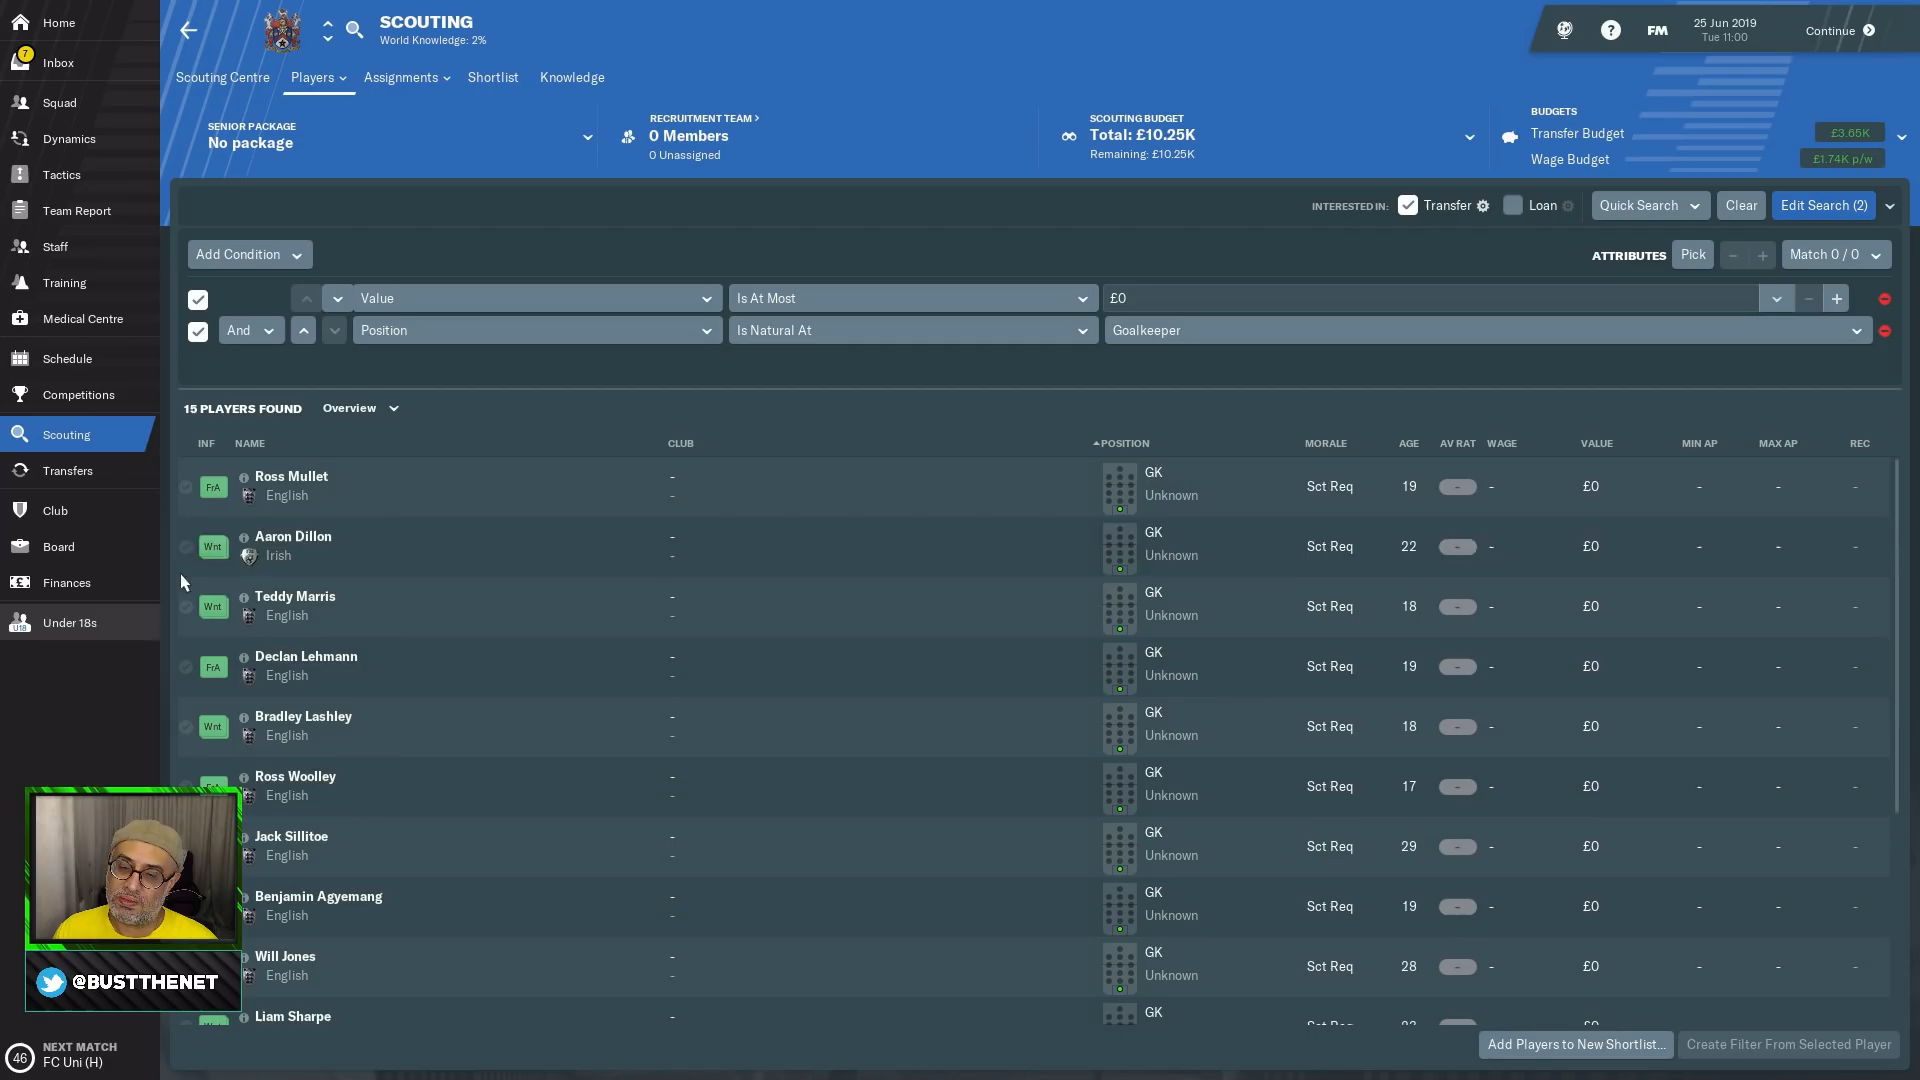 Home
SCOUTING
World Knowledge: 2%
FM
25 Jun 2019
Tue 11:00
Continue
7
Inbox
Scouting Centre
Players
Assignments
Shortlist
Knowledge
Squad
Dynamics
Tactics
Team Report
Staff
Training
Medical Centre
Schedule
Competitions
Scouting
Transfers
Club
Board
Finances
U18
Under 18s
SENIOR PACKAGE
No package
RECRUITMENT TEAM >
0 Members
0 Unassigned
SCOUTING BUDGET
Total: £10.25K
Remaining: £10.25K
BUDGETS
Transfer Budget £3.65K
Wage Budget £1.74K p/w
INTERESTED IN: Transfer Loan Quick Search Clear Edit Search (2)
Add Condition
ATTRIBUTES Pick - + Match 0 / 0
Value Is At Most £0 - +
And Position Is Natural At Goalkeeper
15 PLAYERS FOUND Overview
INF NAME CLUB POSITION MORALE AGE AV RAT WAGE VALUE MIN AP MAX AP REC
FrA Ross Mullet - GK Sct Req 19 - - £0 - - -
English - Unknown
Wnt Aaron Dillon - GK Sct Req 22 - - £0 - - -
Irish - Unknown
Wnt Teddy Marris - GK Sct Req 18 - - £0 - - -
English - Unknown
FrA Declan Lehmann - GK Sct Req 19 - - £0 - - -
English - Unknown
Wnt Bradley Lashley - GK Sct Req 18 - - £0 - - -
English - Unknown
Ross Woolley - GK Sct Req 17 - - £0 - - -
English - Unknown
Jack Sillitoe - GK Sct Req 29 - - £0 - - -
English - Unknown
Benjamin Agyemang - GK Sct Req 19 - - £0 - - -
English - Unknown
Will Jones - GK Sct Req 28 - - £0 - - -
English - Unknown
Liam Sharpe - GK
@BUSTTHENET
46
NEXT MATCH
FC Uni (H)
Add Players to New Shortlist...
Create Filter From Selected Player